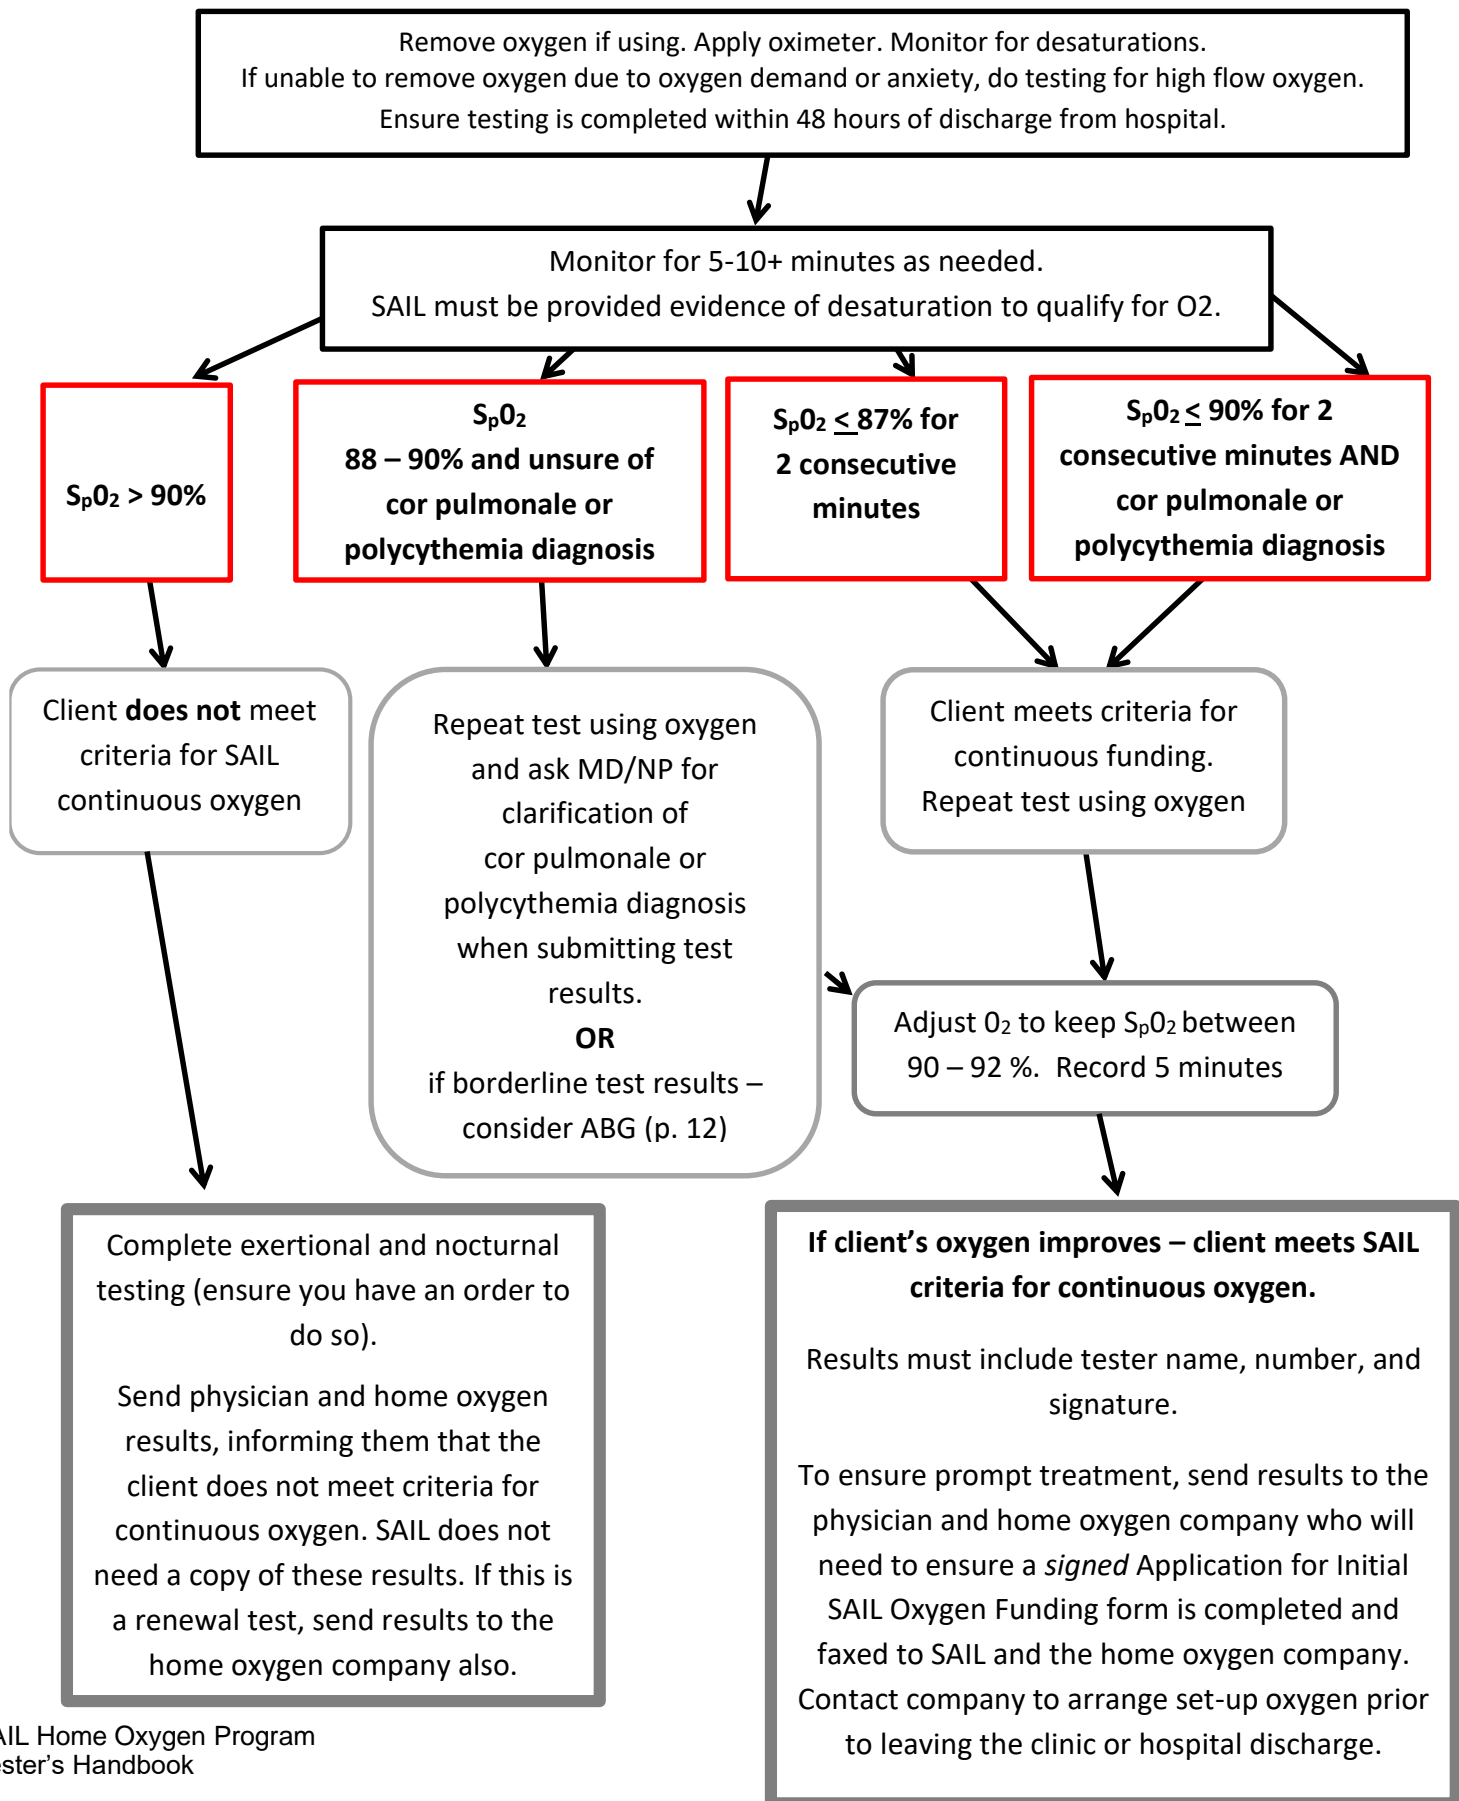 Remove oxygen if using. Apply oximeter. Monitor for desaturations.
If unable to remove oxygen due to oxygen demand or anxiety, do testing for high flow oxygen.
Ensure testing is completed within 48 hours of discharge from hospital.
Monitor for 5-10+ minutes as needed.
SAIL must be provided evidence of desaturation to qualify for O2.
Sp02 > 90%
Sp02
88 – 90% and unsure of
cor pulmonale or
polycythemia diagnosis
Sp02 < 87% for
2 consecutive
minutes
Sp02 < 90% for 2
consecutive minutes AND
cor pulmonale or
polycythemia diagnosis
Client does not meet
criteria for SAIL
continuous oxygen
Repeat test using oxygen
and ask MD/NP for
clarification of
cor pulmonale or
polycythemia diagnosis
when submitting test
results.
OR
if borderline test results –
consider ABG (p. 12)
Client meets criteria for
continuous funding.
Repeat test using oxygen
Adjust 02 to keep Sp02 between
90 – 92 %. Record 5 minutes
Complete exertional and nocturnal
testing (ensure you have an order to
do so).
Send physician and home oxygen
results, informing them that the
client does not meet criteria for
continuous oxygen. SAIL does not
need a copy of these results. If this is
a renewal test, send results to the
home oxygen company also.
If client’s oxygen improves – client meets SAIL
criteria for continuous oxygen.
Results must include tester name, number, and
signature.
To ensure prompt treatment, send results to the
physician and home oxygen company who will
need to ensure a signed Application for Initial
SAIL Oxygen Funding form is completed and
faxed to SAIL and the home oxygen company.
Contact company to arrange set-up oxygen prior
to leaving the clinic or hospital discharge.
AIL Home Oxygen Program
ester’s Handbook